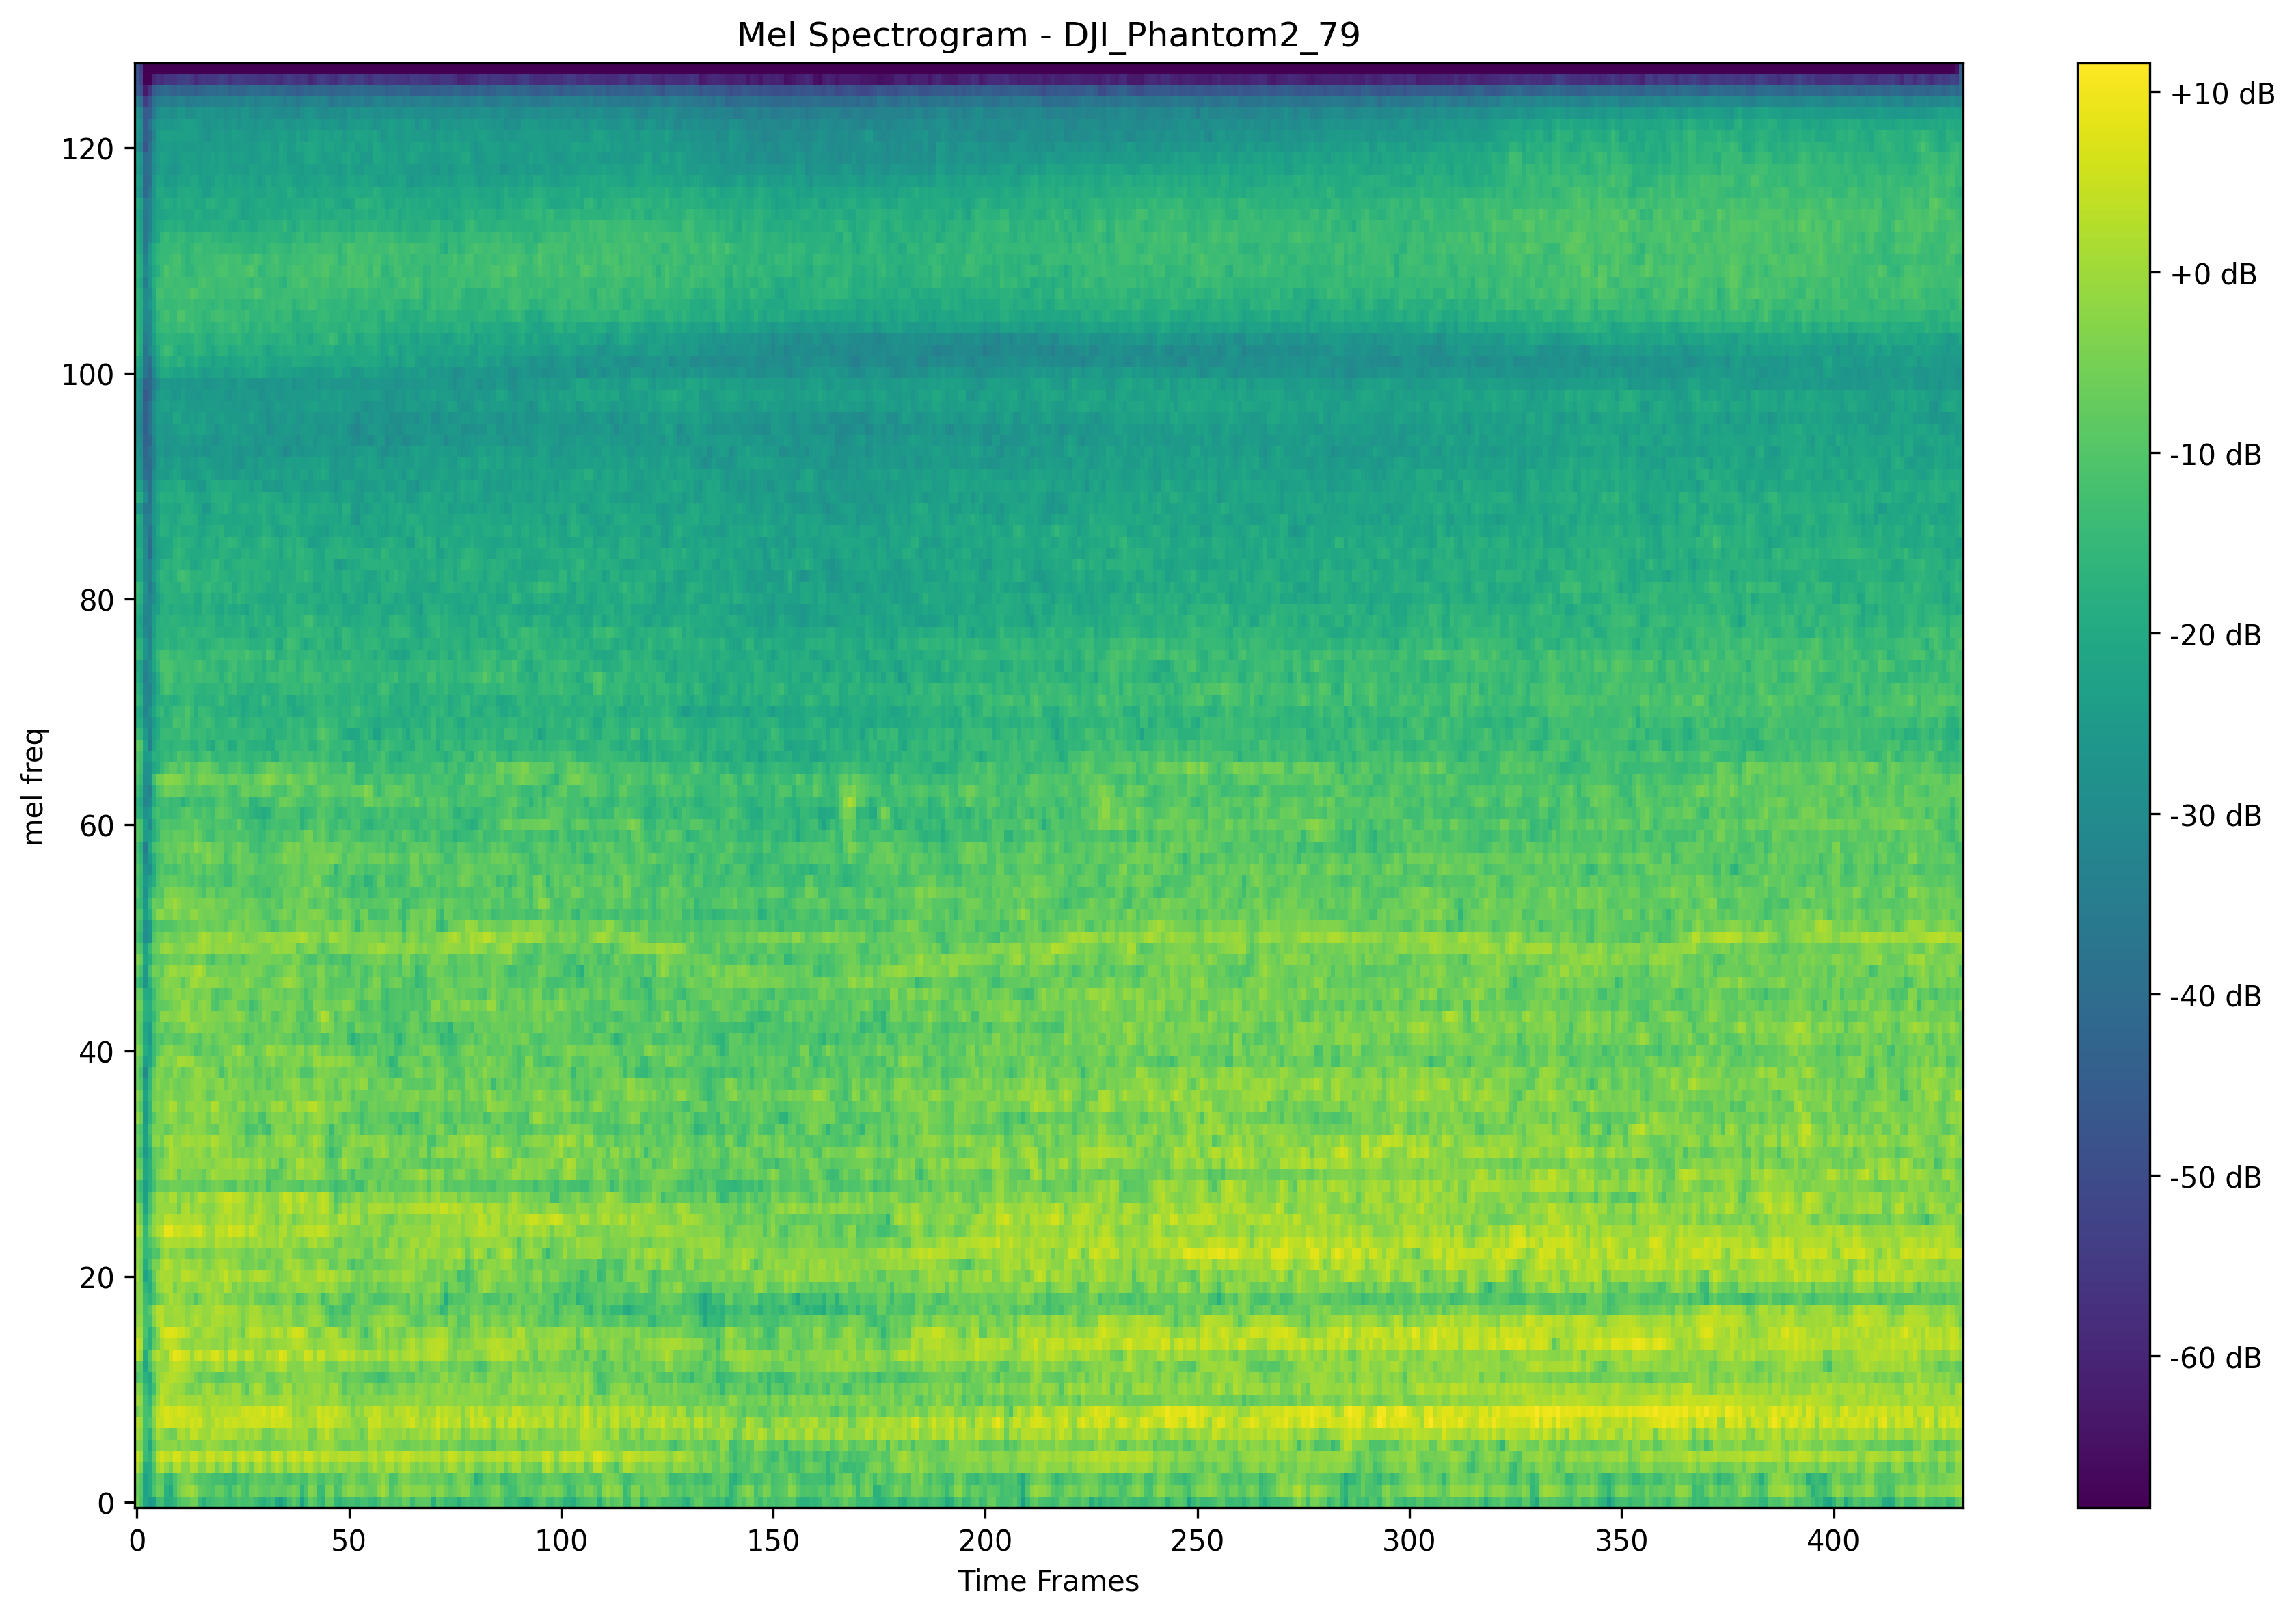 Mel Spectrogram - DJI_Phantom2_79
mel freq
120
100
80
60
40
20
0
0 50 100 150 200 250 300 350 400
Time Frames
+10 dB
+0 dB
-10 dB
-20 dB
-30 dB
-40 dB
-50 dB
-60 dB